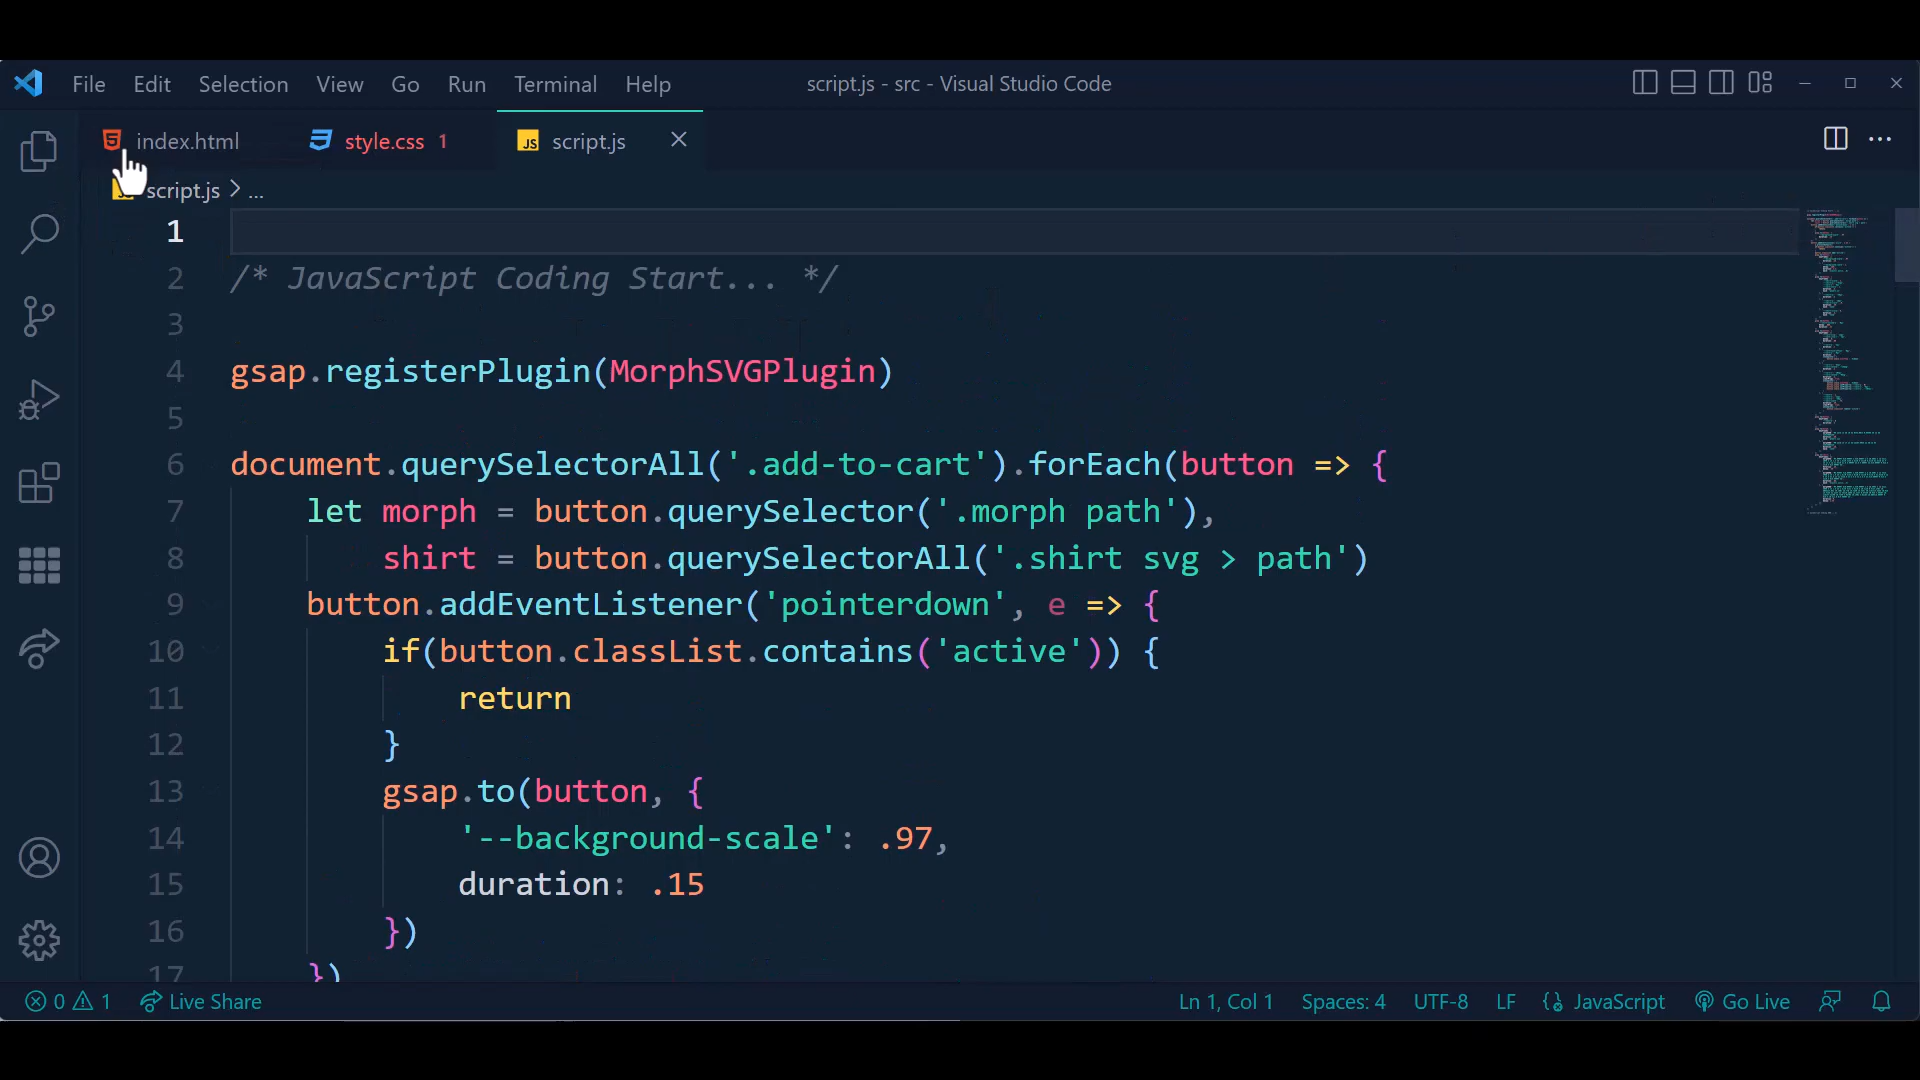 File Edit Selection View Go Run Terminal Help script.js - src - Visual Studio Code
index.html style.css 1 JS script.js
script.js > ...
1
2 /* JavaScript Coding Start... */
3
4 gsap.registerPlugin(MorphSVGPlugin)
5
6 document.querySelectorAll('.add-to-cart').forEach(button => {
7 let morph = button.querySelector('.morph path'),
8 shirt = button.querySelectorAll('.shirt svg > path')
9 button.addEventListener('pointerdown', e => {
10 if(button.classList.contains('active')) {
11 return
12 }
13 gsap.to(button, {
14 '--background-scale': .97,
15 duration: .15
16 })
17 })
0 1 Live Share Ln 1, Col 1 Spaces: 4 UTF-8 LF JavaScript Go Live